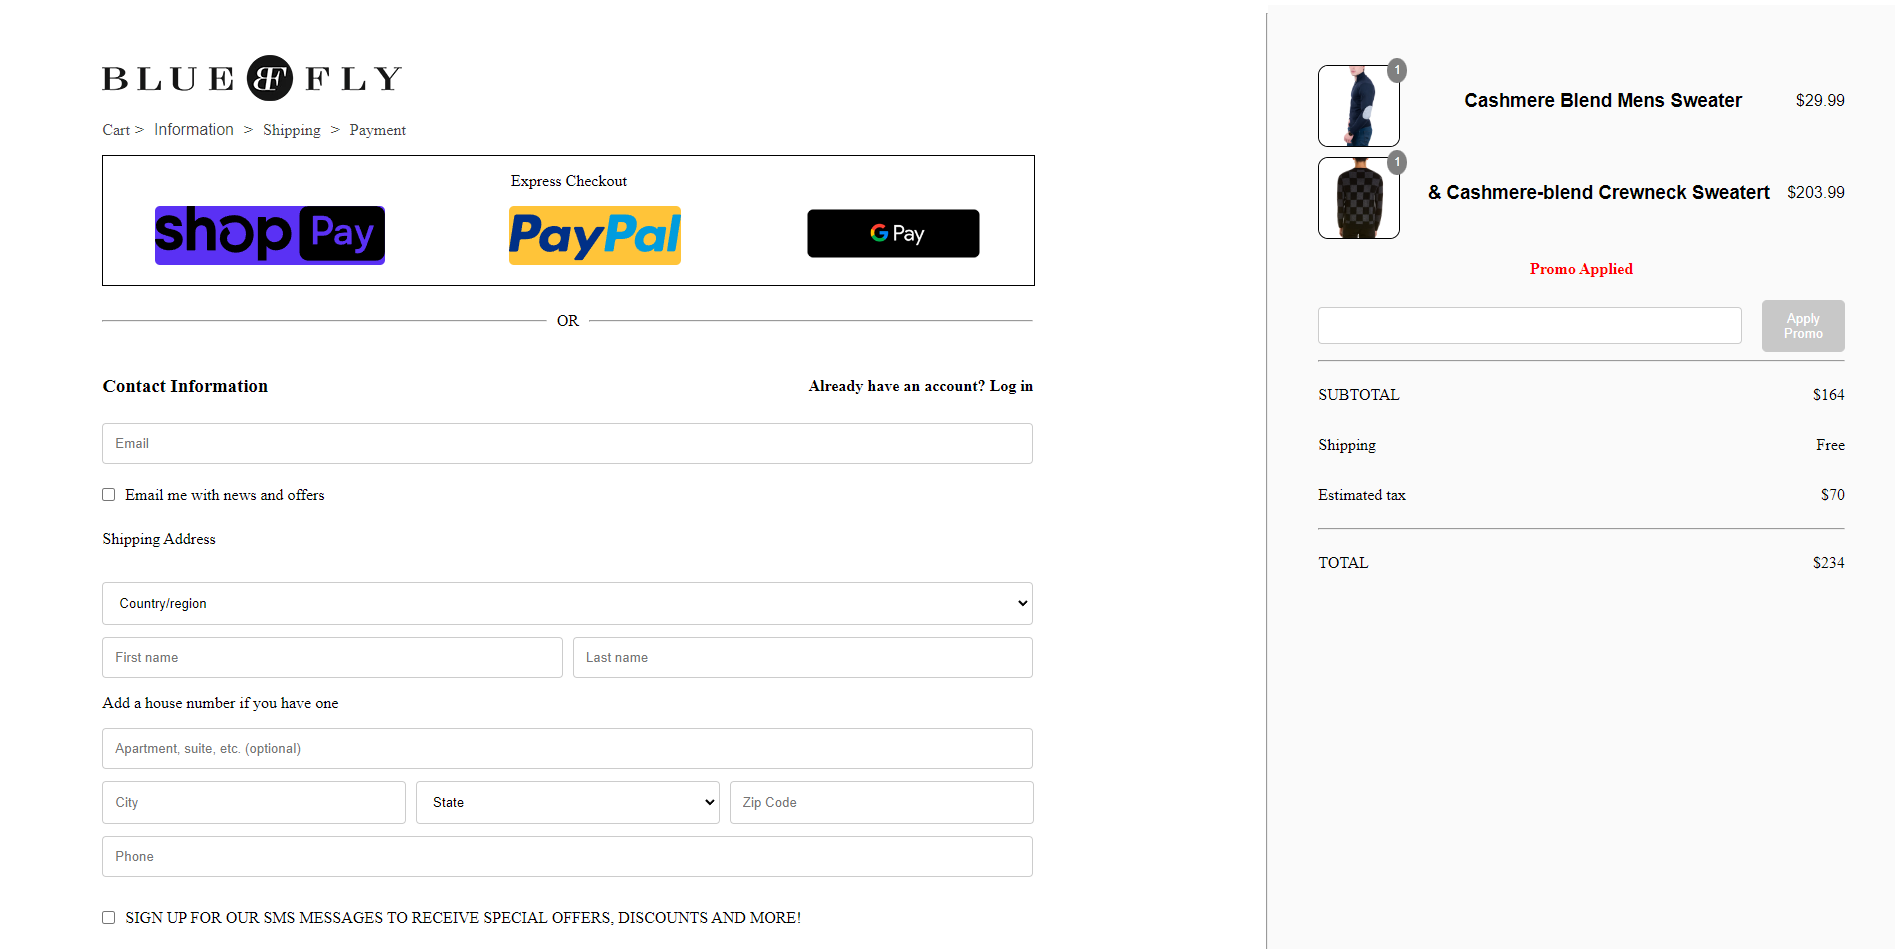 BLUE BF FLY
Cart > Information > Shipping > Payment
Express Checkout
shop Pay
PayPal
G Pay
OR
Contact Information
Already have an account? Log in
Email
Email me with news and offers
Shipping Address
Country/region
First name
Last name
Add a house number if you have one
Apartment, suite, etc. (optional)
City
State
Zip Code
Phone
SIGN UP FOR OUR SMS MESSAGES TO RECEIVE SPECIAL OFFERS, DISCOUNTS AND MORE!
1
Cashmere Blend Mens Sweater $29.99
1
& Cashmere-blend Crewneck Sweatert $203.99
Promo Applied
Apply
Promo
SUBTOTAL $164
Shipping Free
Estimated tax $70
TOTAL $234